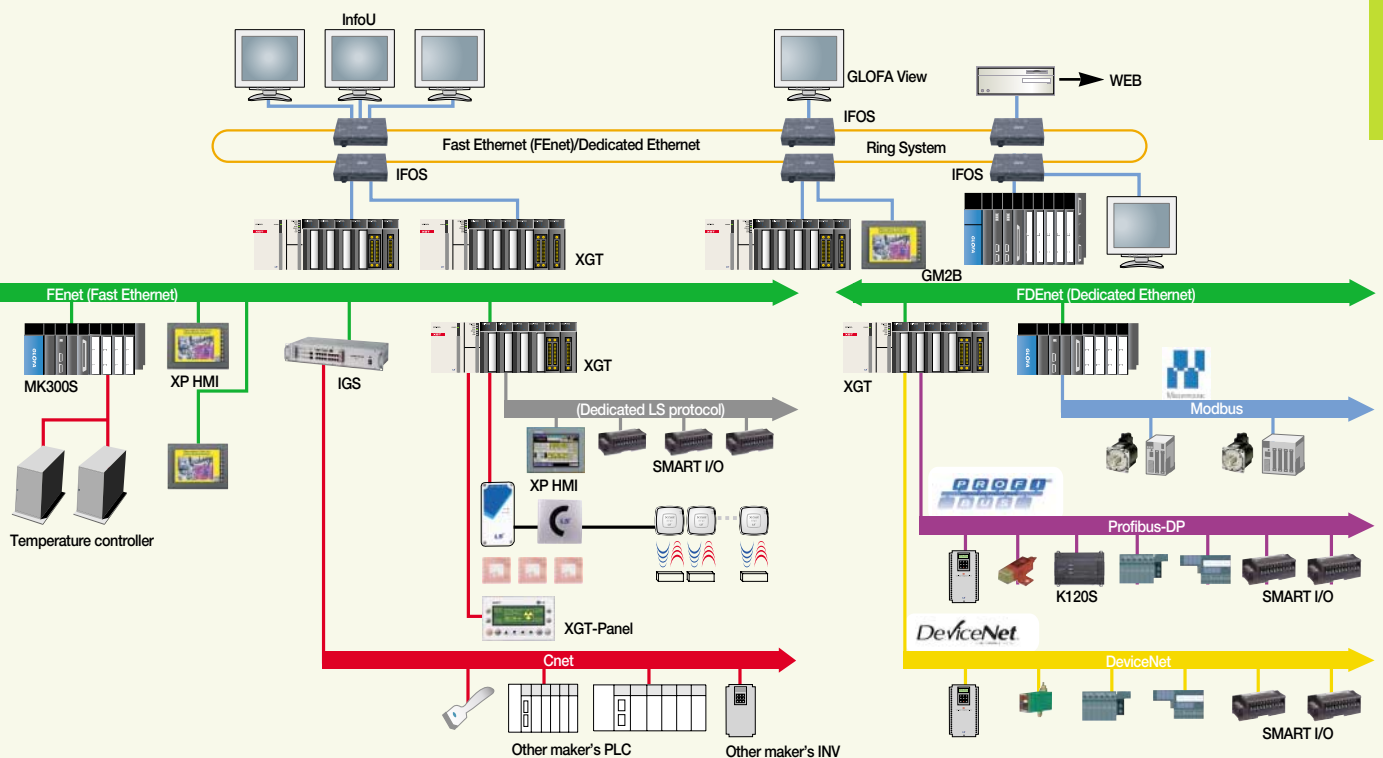 InfoU
GLOFA View
WEB
IFOS
Fast Ethernet (FEnet)/Dedicated Ethernet
Ring System
IFOS
IFOS
XGT
GM2B
FEnet (Fast Ethernet)
FDEnet (Dedicated Ethernet)
MK300S
XP HMI
IGS
XGT
XGT
(Dedicated LS protocol)
Modbus
SMART I/O
XP HMI
PROFI
BUS
Profibus-DP
Temperature controller
K120S
SMART I/O
XGT-Panel
DeviceNet
Cnet
DeviceNet
SMART I/O
Other maker's PLC
Other maker's INV